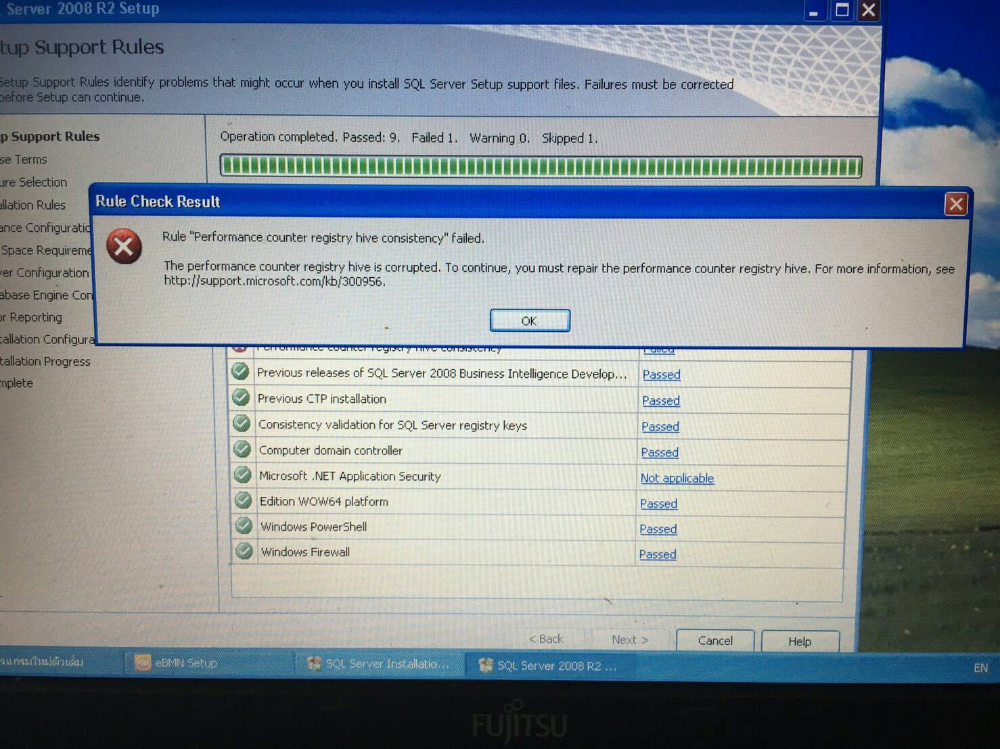 Server 2008 R2 Setup
tup Support Rules
Setup Support Rules identify problems that might occur when you install SQL Server Setup support files. Failures must be corrected
before Setup can continue.
p Support Rules
se Terms
ure Selection
allation Rules
ance Configuratio
Space Requireme
ver Configuration
abase Engine Con
or Reporting
tallation Configura
tallation Progress
mplete
Operation completed. Passed: 9. Failed 1. Warning 0. Skipped 1.
Rule Check Result
Rule "Performance counter registry hive consistency" failed.
The performance counter registry hive is corrupted. To continue, you must repair the performance counter registry hive. For more information, see
http://support.microsoft.com/kb/300956.
OK
Performance counter registry hive consistency Failed
Previous releases of SQL Server 2008 Business Intelligence Develop... Passed
Previous CTP installation Passed
Consistency validation for SQL Server registry keys Passed
Computer domain controller Passed
Microsoft .NET Application Security Not applicable
Edition WOW64 platform Passed
Windows PowerShell Passed
Windows Firewall Passed
< Back Next > Cancel Help
รแกรมใหม่ตัวเต็ม eBMN Setup SQL Server Installatio... SQL Server 2008 R2 ... EN
FUJITSU